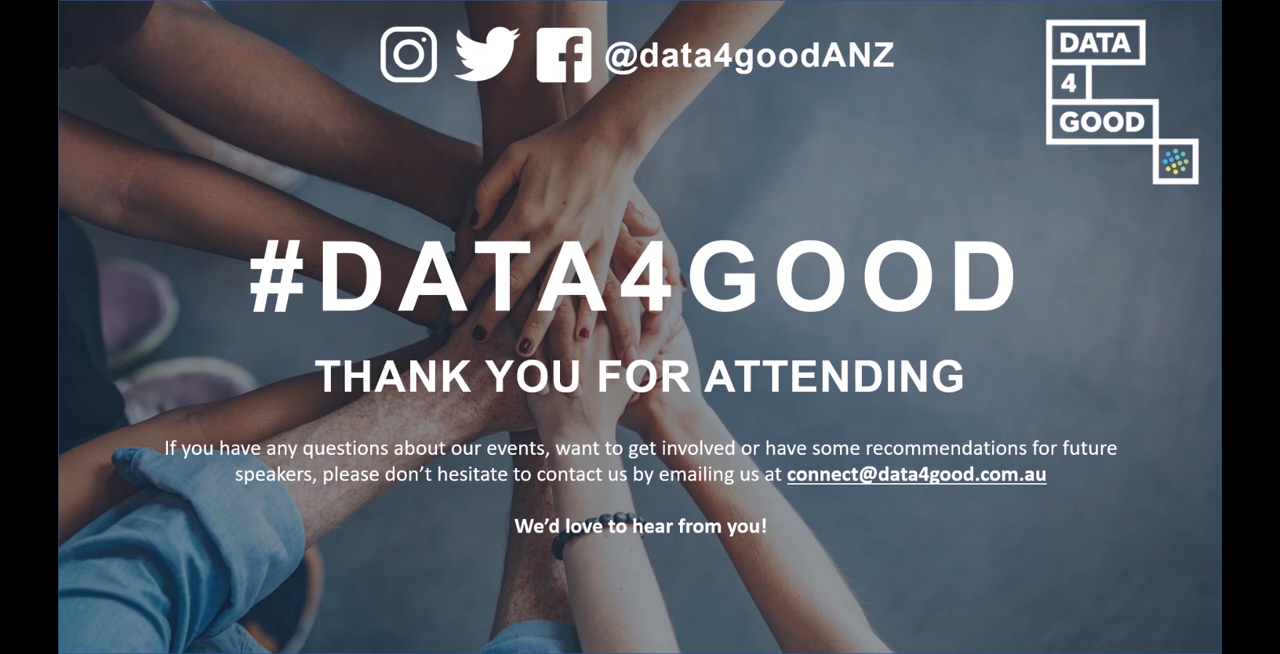 @data4goodANZ
DATA
4
GOOD
#DATA4GOOD
THANK YOU FOR ATTENDING
If you have any questions about our events, want to get involved or have some recommendations for future
speakers, please don’t hesitate to contact us by emailing us at connect@data4good.com.au
We’d love to hear from you!